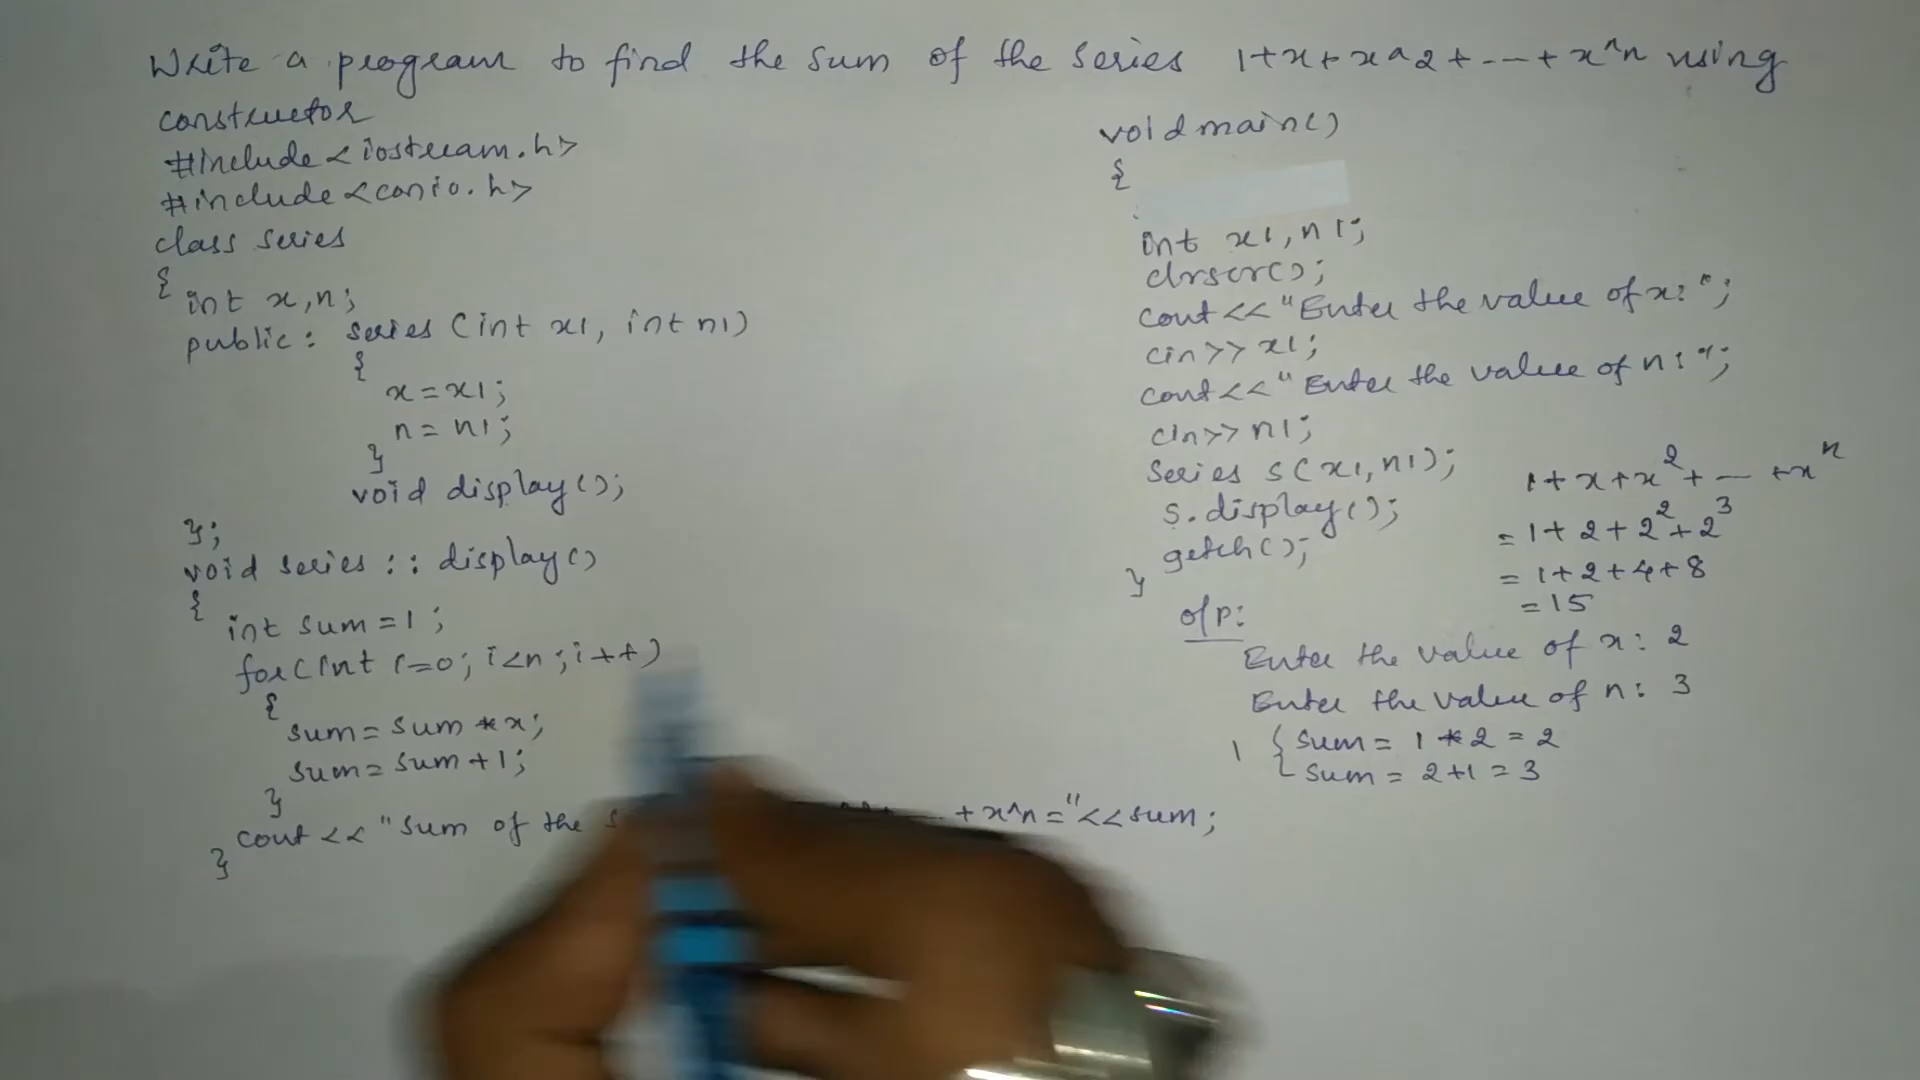 Write a program to find the sum of the series 1+x+x^2+---+x^n using
constructor
#include<iostream.h>
#include<conio.h>
class series
{
int x,n;
public: series (int x1, int n1)
{
x=x1;
n=n1;
}
void display();
};
void series :: display()
{
int sum=1;
for(int i=0; i<n; i++)
{
sum=sum*x;
sum=sum+1;
}
cout<<"Sum of the --- +x^n="<<sum;
}
void main()
{
int x1,n1;
clrscr();
cout<<"Enter the value of x:";
cin>>x1;
cout<<"Enter the value of n:";
cin>>n1;
series s(x1,n1);
s.display();
getch();
}
1+x+x²+---+xⁿ
=1+2+2²+2³
=1+2+4+8
=15
o/p:
Enter the value of x: 2
Enter the value of n: 3
1 { sum= 1*2=2
sum= 2+1=3